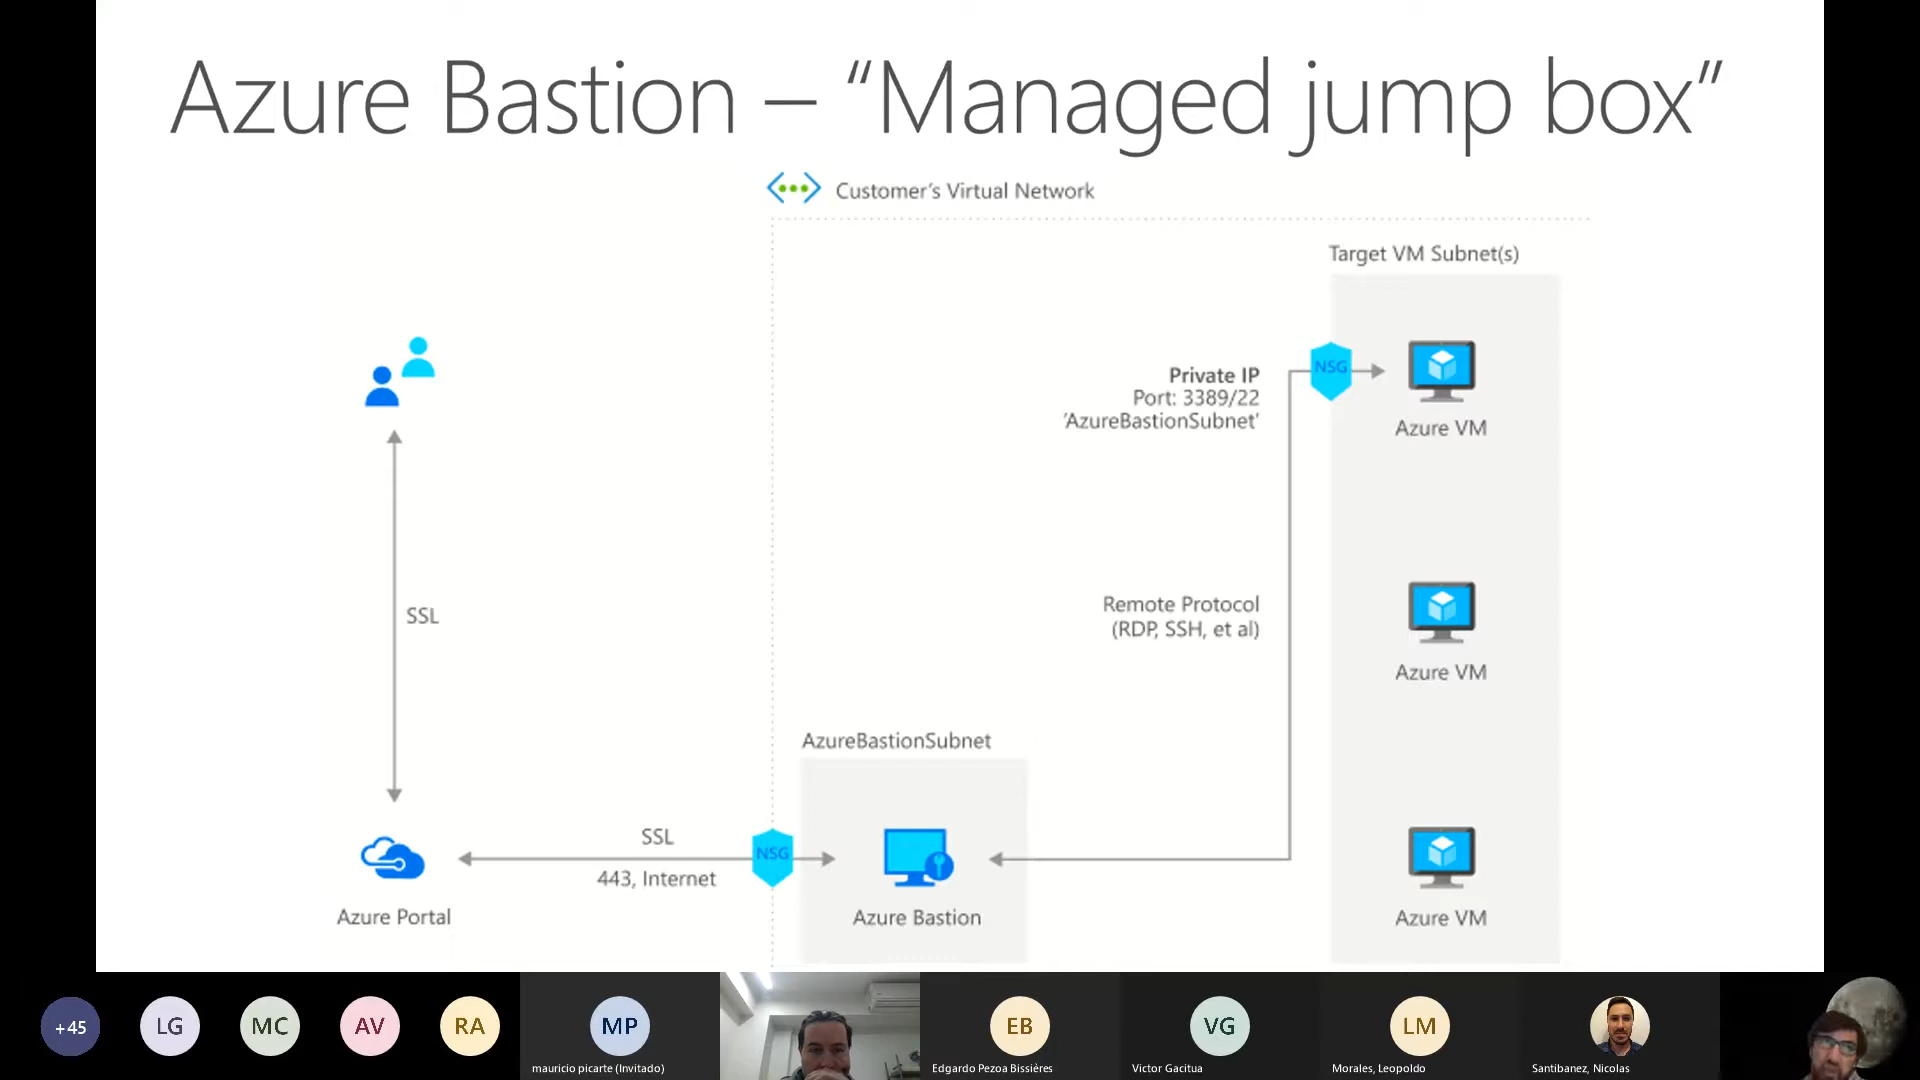 Azure Bastion – “Managed jump box”
Customer’s Virtual Network
Target VM Subnet(s)
Private IP
Port: 3389/22
‘AzureBastionSubnet’
NSG
Azure VM
SSL
Remote Protocol
(RDP, SSH, et al)
Azure VM
AzureBastionSubnet
SSL
NSG
443, Internet
Azure Portal
Azure Bastion
Azure VM
+45
LG
MC
AV
RA
MP
mauricio picarte (Invitado)
EB
Edgardo Pezoa Bissières
VG
Victor Gacitua
LM
Morales, Leopoldo
Santibanez, Nicolas